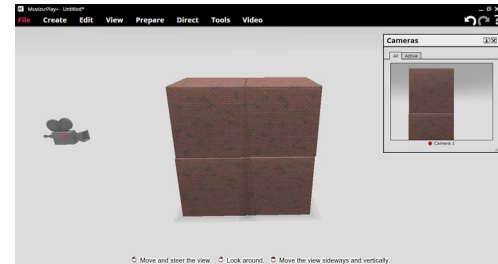 MuvizuPlay+ - Untitled*
File Create Edit View Prepare Direct Tools Video
Cameras
All Active
Camera 1
Move and steer the view. Look around. Move the view sideways and vertically.